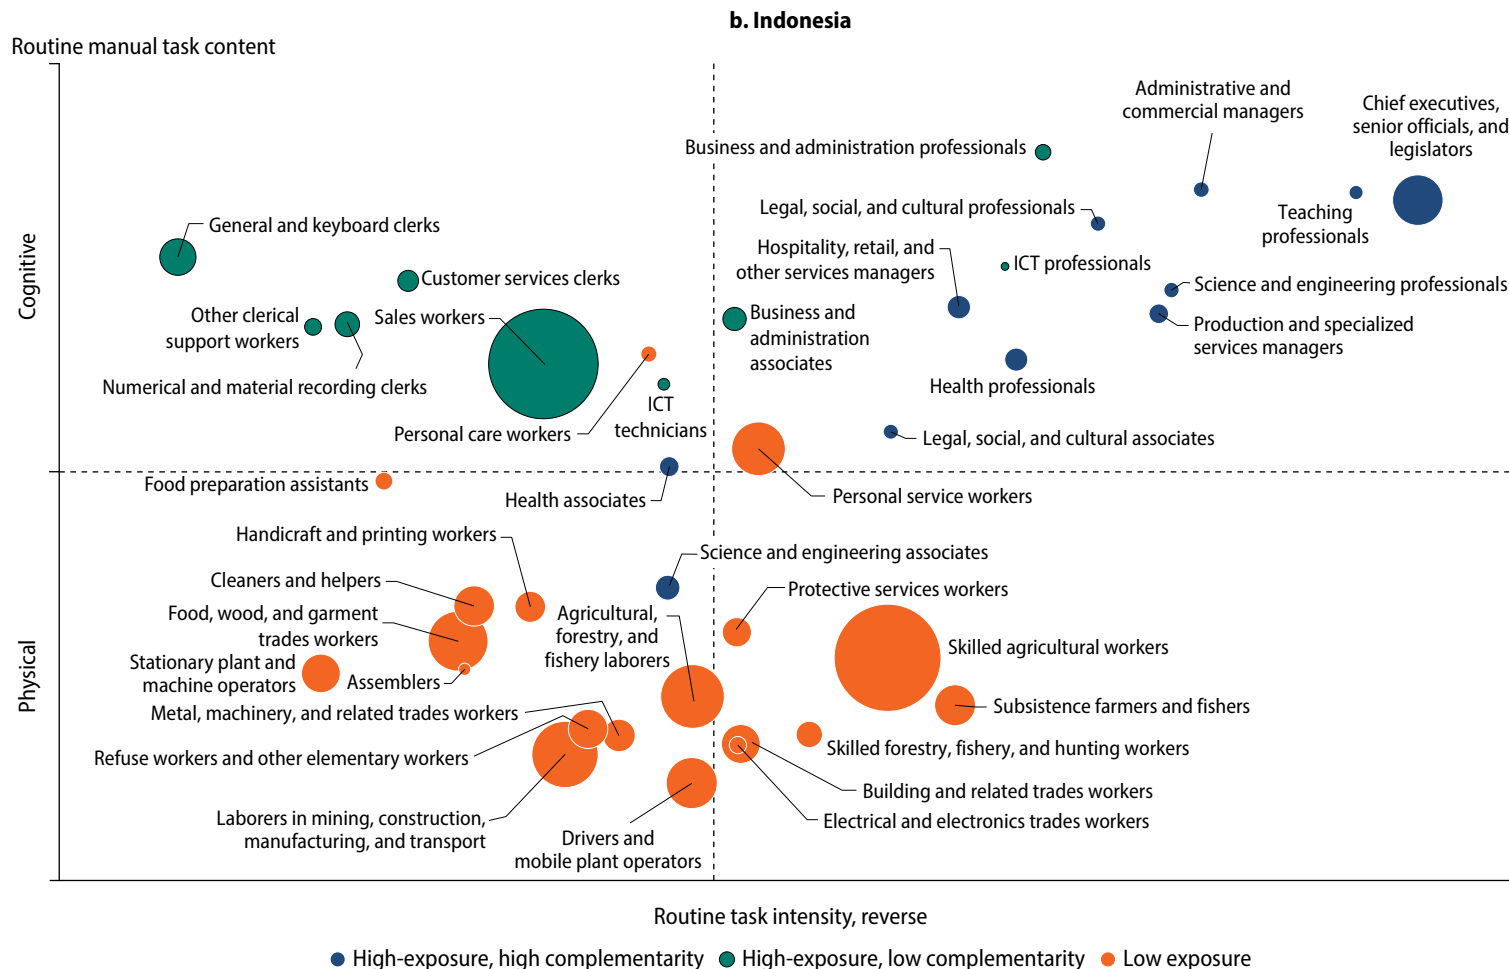 b. Indonesia
Routine manual task content
Cognitive
Physical
Administrative and
commercial managers
Chief executives,
senior officials, and
legislators
Business and administration professionals
Teaching
professionals
Legal, social, and cultural professionals
General and keyboard clerks
Hospitality, retail, and
other services managers
ICT professionals
Customer services clerks
Science and engineering professionals
Other clerical
support workers
Sales workers
Business and
administration
associates
Production and specialized
services managers
Numerical and material recording clerks
Health professionals
ICT
technicians
Personal care workers
Legal, social, and cultural associates
Food preparation assistants
Health associates
Personal service workers
Handicraft and printing workers
Science and engineering associates
Cleaners and helpers
Protective services workers
Food, wood, and garment
trades workers
Agricultural,
forestry, and
fishery laborers
Skilled agricultural workers
Stationary plant and
machine operators
Assemblers
Metal, machinery, and related trades workers
Subsistence farmers and fishers
Refuse workers and other elementary workers
Skilled forestry, fishery, and hunting workers
Building and related trades workers
Laborers in mining, construction,
manufacturing, and transport
Electrical and electronics trades workers
Drivers and
mobile plant operators
Routine task intensity, reverse
High-exposure, high complementarity
High-exposure, low complementarity
Low exposure